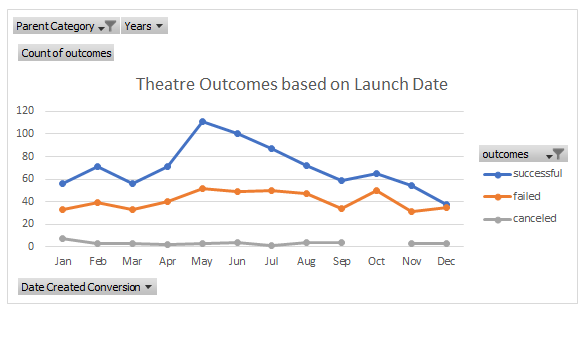 Parent Category Years
Count of outcomes
Theatre Outcomes based on Launch Date
120
100
80
60
40
20
0
Jan Feb Mar Apr May Jun Jul Aug Sep Oct Nov Dec
outcomes
successful
failed
canceled
Date Created Conversion